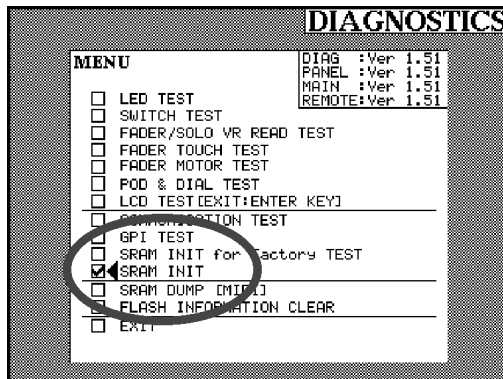 DIAGNOSTICS
MENU
DIAG :Ver 1.51
PANEL :Ver 1.51
MAIN :Ver 1.51
REMOTE:Ver 1.51
LED TEST
SWITCH TEST
FADER/SOLO VR READ TEST
FADER TOUCH TEST
FADER MOTOR TEST
POD & DIAL TEST
LCD TEST[EXIT:ENTER KEY]
COMMUNICATION TEST
GPI TEST
SRAM INIT for Factory TEST
SRAM INIT
SRAM DUMP [MIDI]
FLASH INFORMATION CLEAR
EXIT